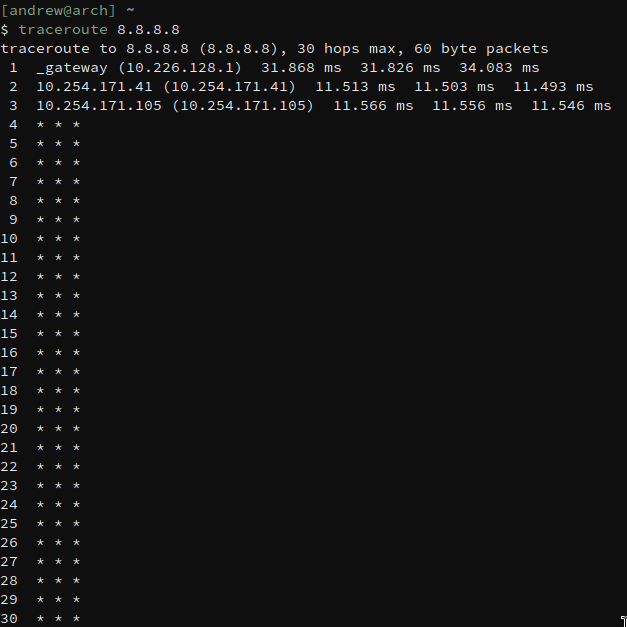 [andrew@arch] ~
$ traceroute 8.8.8.8
traceroute to 8.8.8.8 (8.8.8.8), 30 hops max, 60 byte packets
 1  _gateway (10.226.128.1)  31.868 ms  31.826 ms  34.083 ms
 2  10.254.171.41 (10.254.171.41)  11.513 ms  11.503 ms  11.493 ms
 3  10.254.171.105 (10.254.171.105)  11.566 ms  11.556 ms  11.546 ms
 4  * * *
 5  * * *
 6  * * *
 7  * * *
 8  * * *
 9  * * *
10  * * *
11  * * *
12  * * *
13  * * *
14  * * *
15  * * *
16  * * *
17  * * *
18  * * *
19  * * *
20  * * *
21  * * *
22  * * *
23  * * *
24  * * *
25  * * *
26  * * *
27  * * *
28  * * *
29  * * *
30  * * *